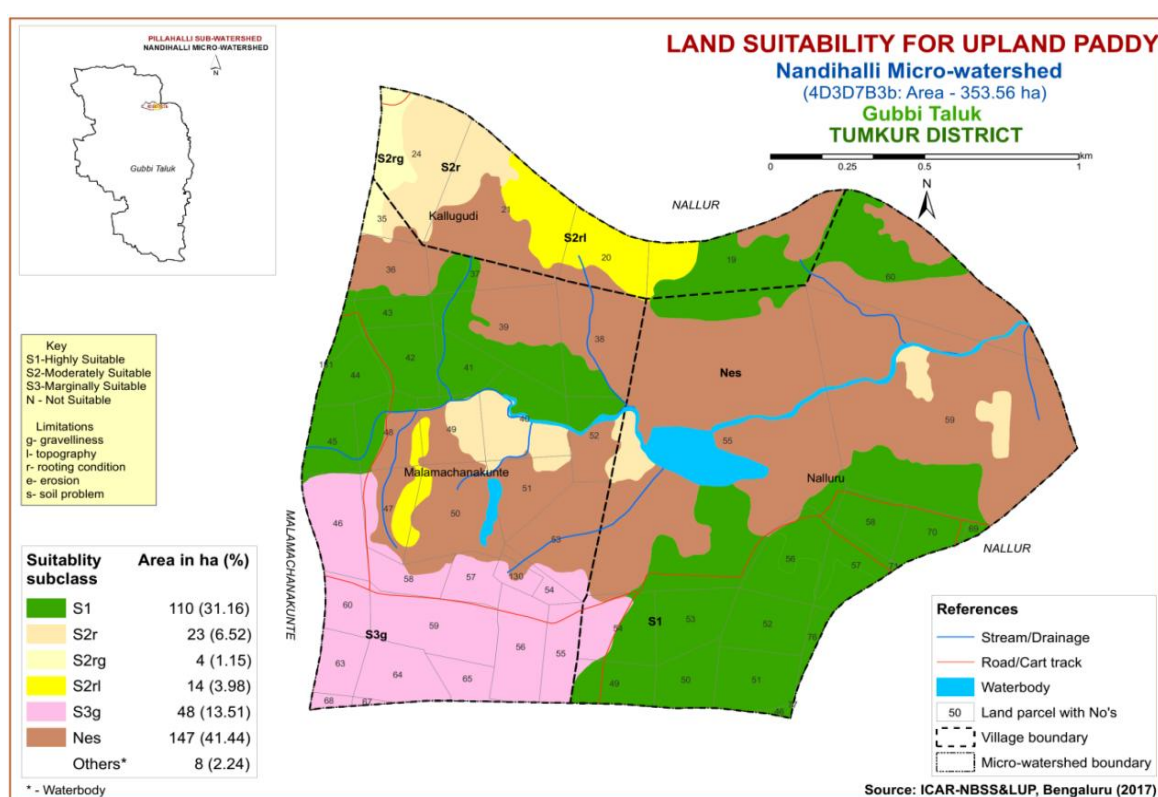 PILLAHALLI SUB-WATERSHED
NANDIHALLI MICRO-WATERSHED
N
Gubbi Taluk
LAND SUITABILITY FOR UPLAND PADDY
Nandihalli Micro-watershed
(4D3D7B3b: Area - 353.56 ha)
Gubbi Taluk
TUMKUR DISTRICT
km
0 0.25 0.5 1
N
S2rg
24
S2r
NALLUR
35
Kallugudi
21
S2rl
20
19
60
36
37
43
39
38
42
41
44
Nes
45
48
49
40
52
55
59
Malamachanakunte
Nalluru
46
47
50
51
53
58
70
69
NALLUR
MALAMACHANAKUNTE
58
57
130
54
56
57
71
60
59
S3g
56
55
54
S1
53
52
76
63
64
65
49
50
51
68
67
46
Key
S1-Highly Suitable
S2-Moderately Suitable
S3-Marginally Suitable
N - Not Suitable
Limitations
g- gravelliness
l- topography
r- rooting condition
e- erosion
s- soil problem
Suitablity subclass Area in ha (%)
S1 110 (31.16)
S2r 23 (6.52)
S2rg 4 (1.15)
S2rl 14 (3.98)
S3g 48 (13.51)
Nes 147 (41.44)
Others* 8 (2.24)
* - Waterbody
References
Stream/Drainage
Road/Cart track
Waterbody
50 Land parcel with No's
Village boundary
Micro-watershed boundary
Source: ICAR-NBSS&LUP, Bengaluru (2017)